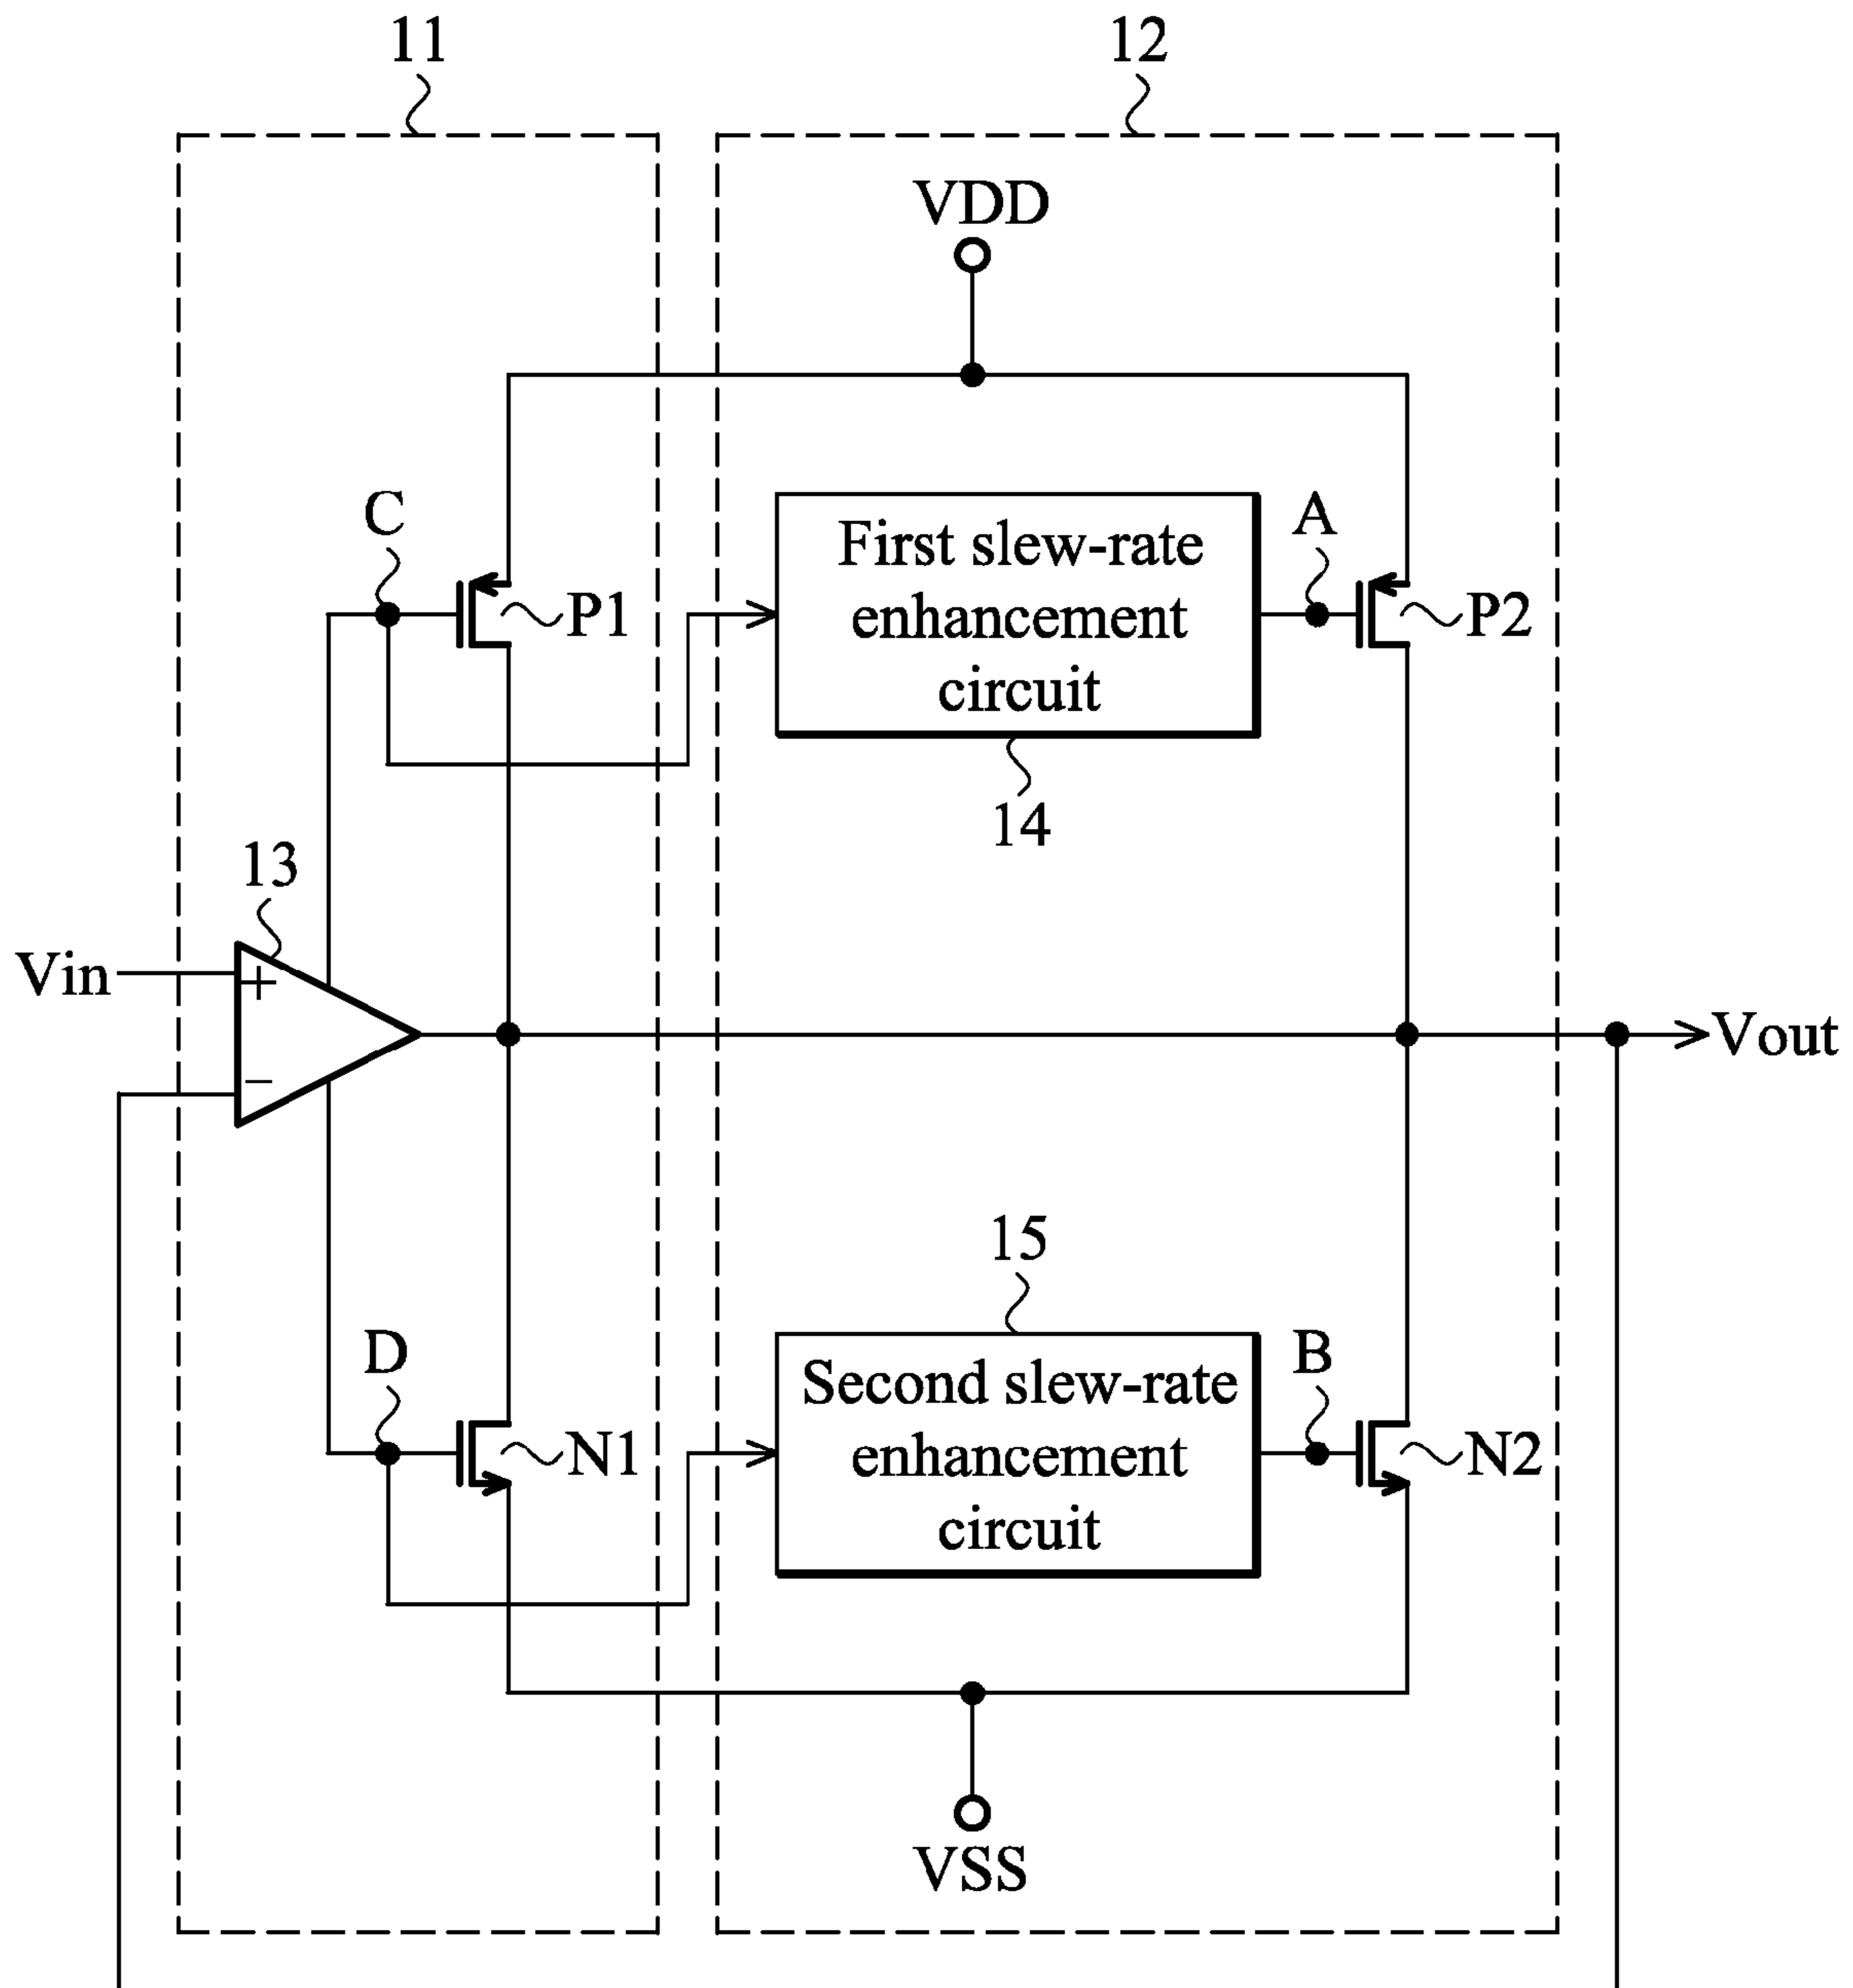 11
12
VDD
C
First slew-rate
enhancement
circuit
A
P1
P2
14
13
Vin
+
−
Vout
15
D
Second slew-rate
enhancement
circuit
B
N1
N2
VSS